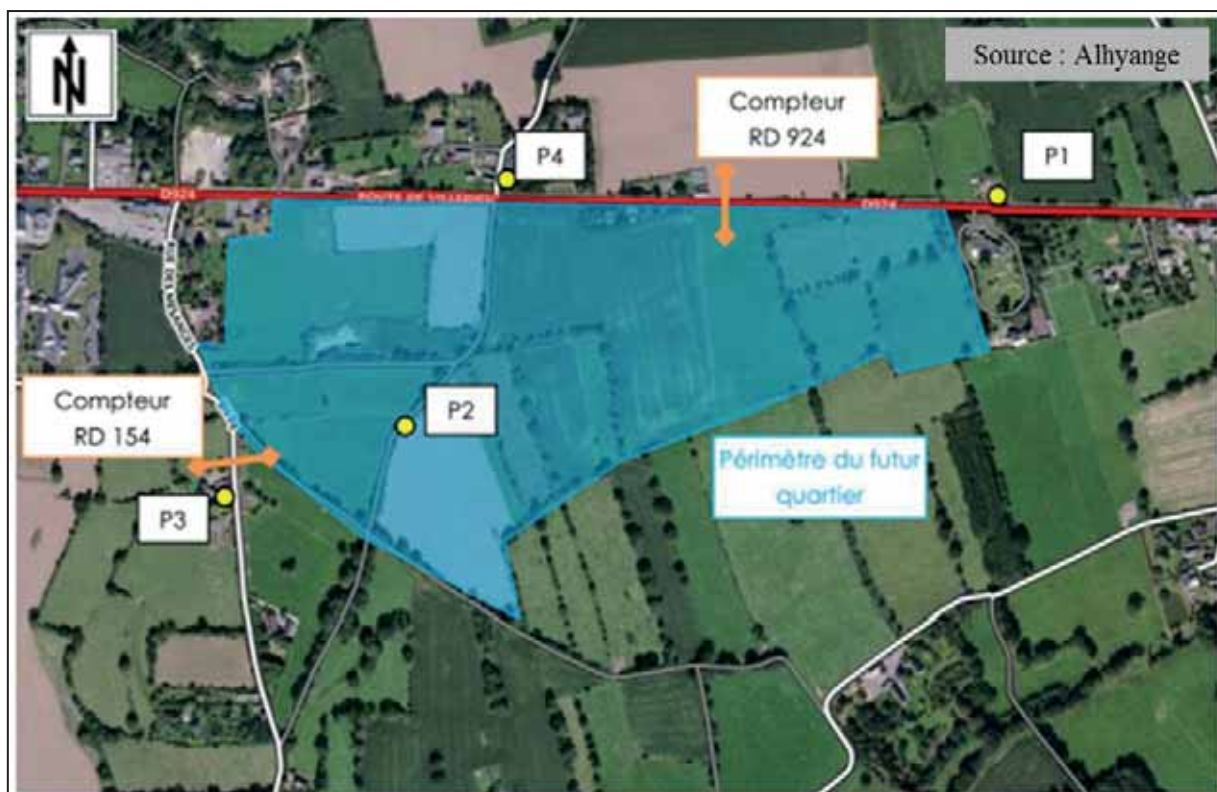 N
Source : Alhyange
Compteur
RD 924
P4
P1
D924
ROUTE DE VILLEDIEU
D924
Compteur
RD 154
P2
P3
Périmètre du futur
quartier